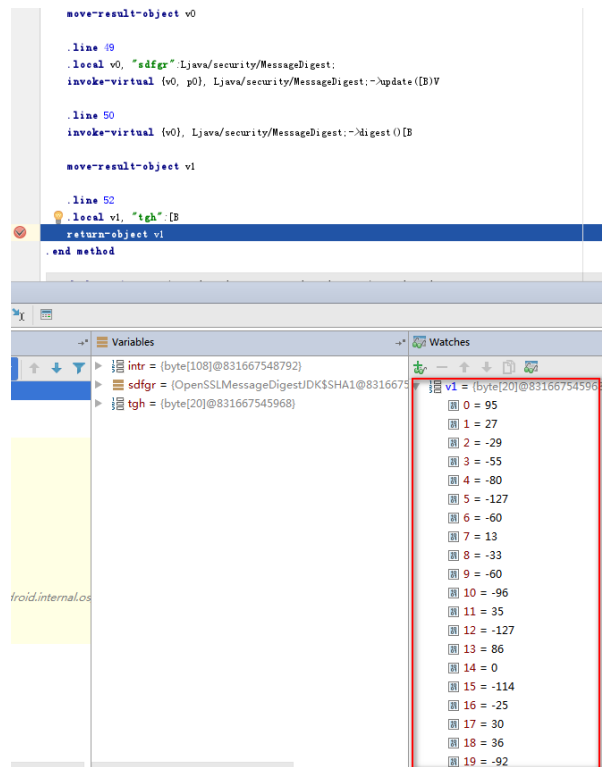 move-result-object v0
.line 49
.local v0, "sdfgr":Ljava/security/MessageDigest;
invoke-virtual {v0, p0}, Ljava/security/MessageDigest;->update([B)V
.line 50
invoke-virtual {v0}, Ljava/security/MessageDigest;->digest()[B
move-result-object v1
.line 52
.local v1, "tgh":[B
return-object v1
.end method
Variables
intr = {byte[108]@831667548792}
sdfgr = {OpenSSLMessageDigestJDK$SHA1@8316675
tgh = {byte[20]@831667545968}
droid.internal.os
Watches
v1 = {byte[20]@831667545968
0 = 95
1 = 27
2 = -29
3 = -55
4 = -80
5 = -127
6 = -60
7 = 13
8 = -33
9 = -60
10 = -96
11 = 35
12 = -127
13 = 86
14 = 0
15 = -114
16 = -25
17 = 30
18 = 36
19 = -92